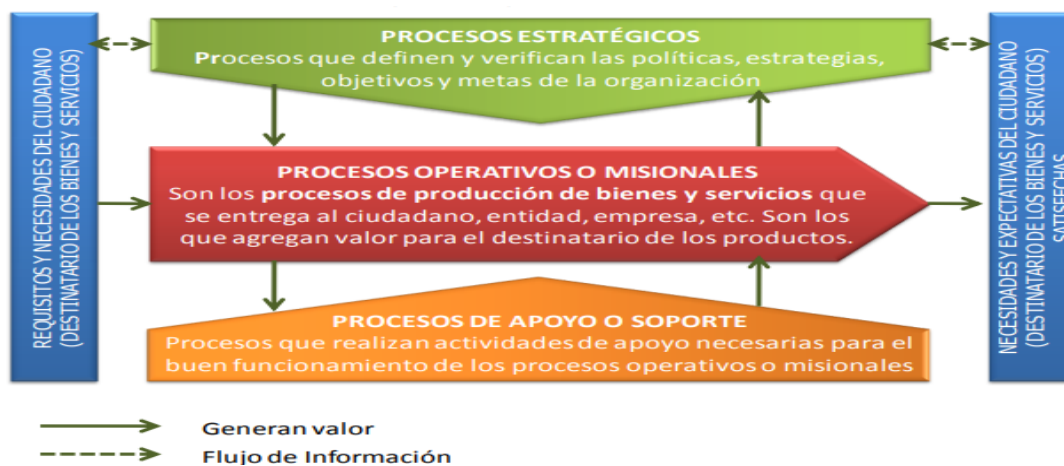 REQUISITOS Y NECESIDADES DEL CIUDADANO
(DESTINATARIO DE LOS BIENES Y SERVICIOS)
PROCESOS ESTRATÉGICOS
Procesos que definen y verifican las políticas, estrategias,
objetivos y metas de la organización
PROCESOS OPERATIVOS O MISIONALES
Son los procesos de producción de bienes y servicios que
se entrega al ciudadano, entidad, empresa, etc. Son los
que agregan valor para el destinatario de los productos.
PROCESOS DE APOYO O SOPORTE
Procesos que realizan actividades de apoyo necesarias para el
buen funcionamiento de los procesos operativos o misionales
NECESIDADES Y EXPECTATIVAS DEL CIUDADANO
(DESTINATARIO DE LOS BIENES Y SERVICIOS)
SATISFECHAS
Generan valor
Flujo de Información